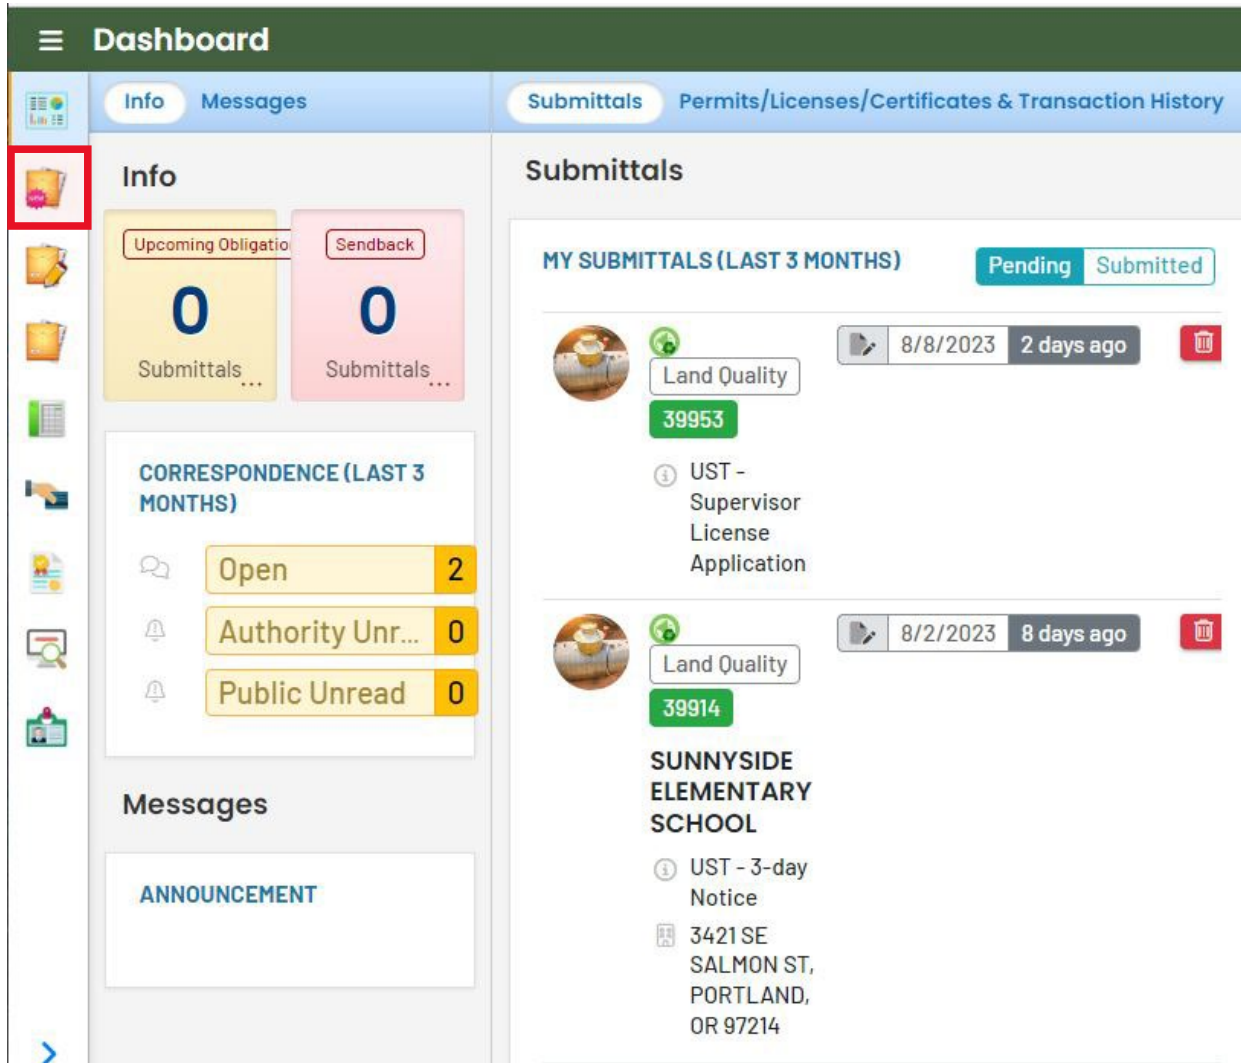 Dashboard
Info
Messages
Submittals
Permits/Licenses/Certificates & Transaction History
Info
Upcoming Obligatio
0
Submittals...
Sendback
0
Submittals...
CORRESPONDENCE (LAST 3
MONTHS)
Open 2
Authority Unr... 0
Public Unread 0
Messages
ANNOUNCEMENT
Submittals
MY SUBMITTALS (LAST 3 MONTHS)
Pending Submitted
Land Quality
39953
8/8/2023 2 days ago
UST -
Supervisor
License
Application
Land Quality
39914
8/2/2023 8 days ago
SUNNYSIDE
ELEMENTARY
SCHOOL
UST - 3-day
Notice
3421 SE
SALMON ST,
PORTLAND,
OR 97214